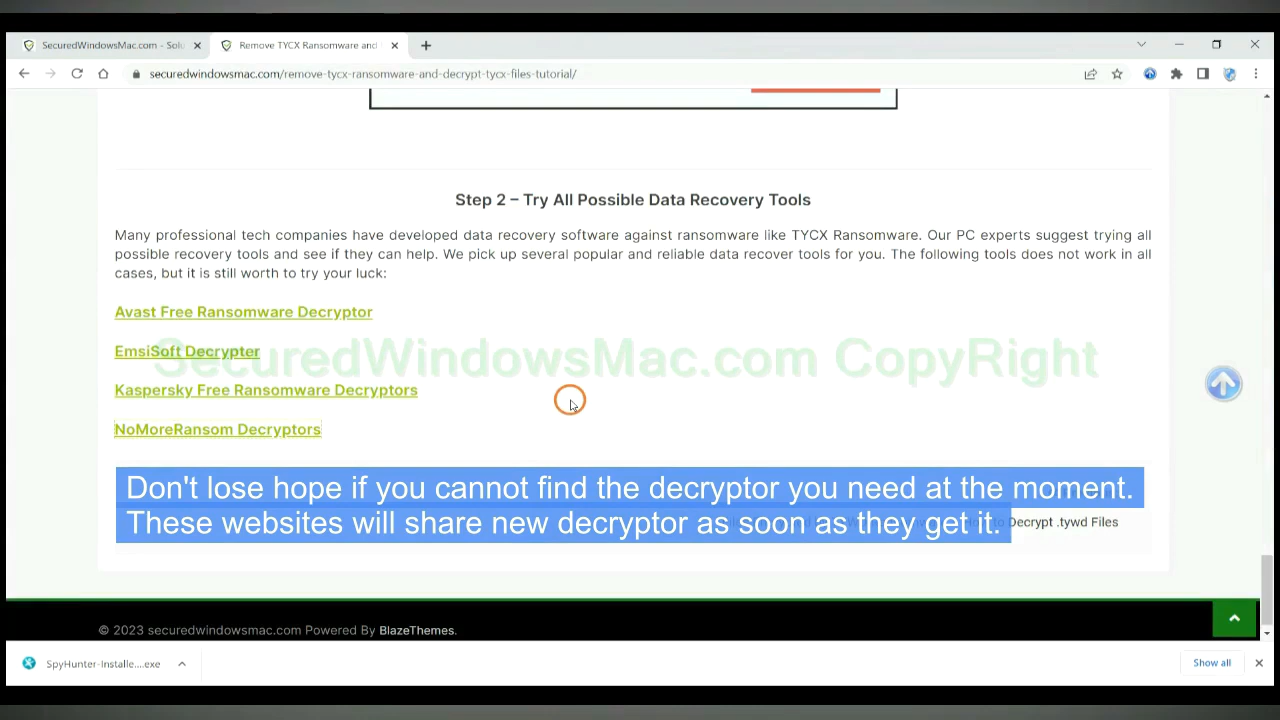 SecuredWindowsMac.com - Solu
Remove TYCX Ransomware and
securedwindowsmac.com/remove-tycx-ransomware-and-decrypt-tycx-files-tutorial/
Step 2 – Try All Possible Data Recovery Tools
Many professional tech companies have developed data recovery software against ransomware like TYCX Ransomware. Our PC experts suggest trying all
possible recovery tools and see if they can help. We pick up several popular and reliable data recover tools for you. The following tools does not work in all
cases, but it is still worth to try your luck:
Avast Free Ransomware Decryptor
EmsiSoft Decrypter
SecuredWindowsMac.com CopyRight
Kaspersky Free Ransomware Decryptors
NoMoreRansom Decryptors
Don't lose hope if you cannot find the decryptor you need at the moment.
These websites will share new decryptor as soon as they get it.
Decrypt .tywd Files
© 2023 securedwindowsmac.com Powered By BlazeThemes.
SpyHunter-Installe....exe
Show all